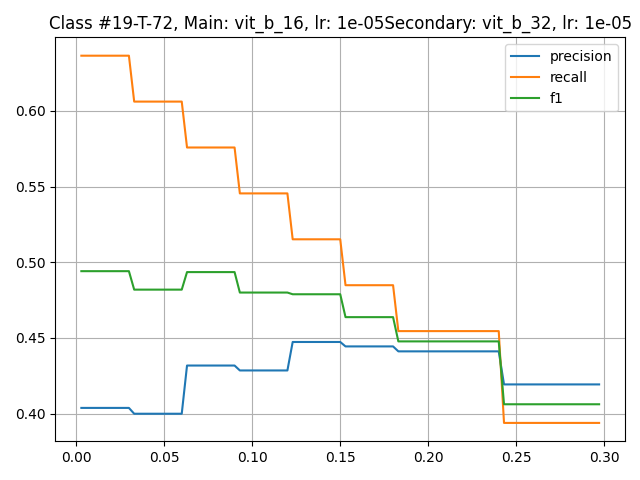 Class #19-T-72, Main: vit_b_16, lr: 1e-05Secondary: vit_b_32, lr: 1e-05
precision
recall
f1
0.60
0.55
0.50
0.45
0.40
0.00 0.05 0.10 0.15 0.20 0.25 0.30